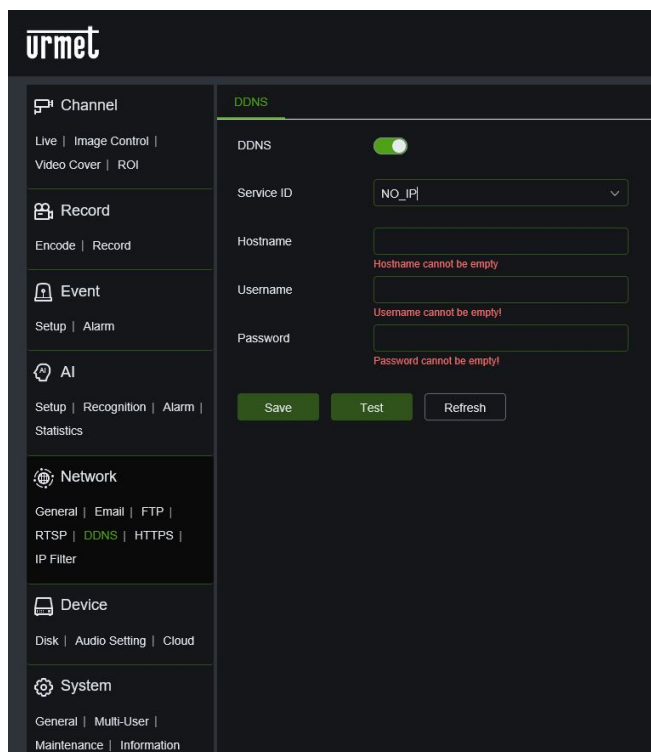 urmet
Channel
Live | Image Control |
Video Cover | ROI
Record
Encode | Record
Event
Setup | Alarm
AI
AI
Setup | Recognition | Alarm |
Statistics
Network
General | Email | FTP |
RTSP | DDNS | HTTPS |
IP Filter
Device
Disk | Audio Setting | Cloud
System
General | Multi-User |
Maintenance | Information
DDNS
DDNS
Service ID
NO_IP
Hostname
Hostname cannot be empty
Username
Username cannot be empty!
Password
Password cannot be empty!
Save Test Refresh